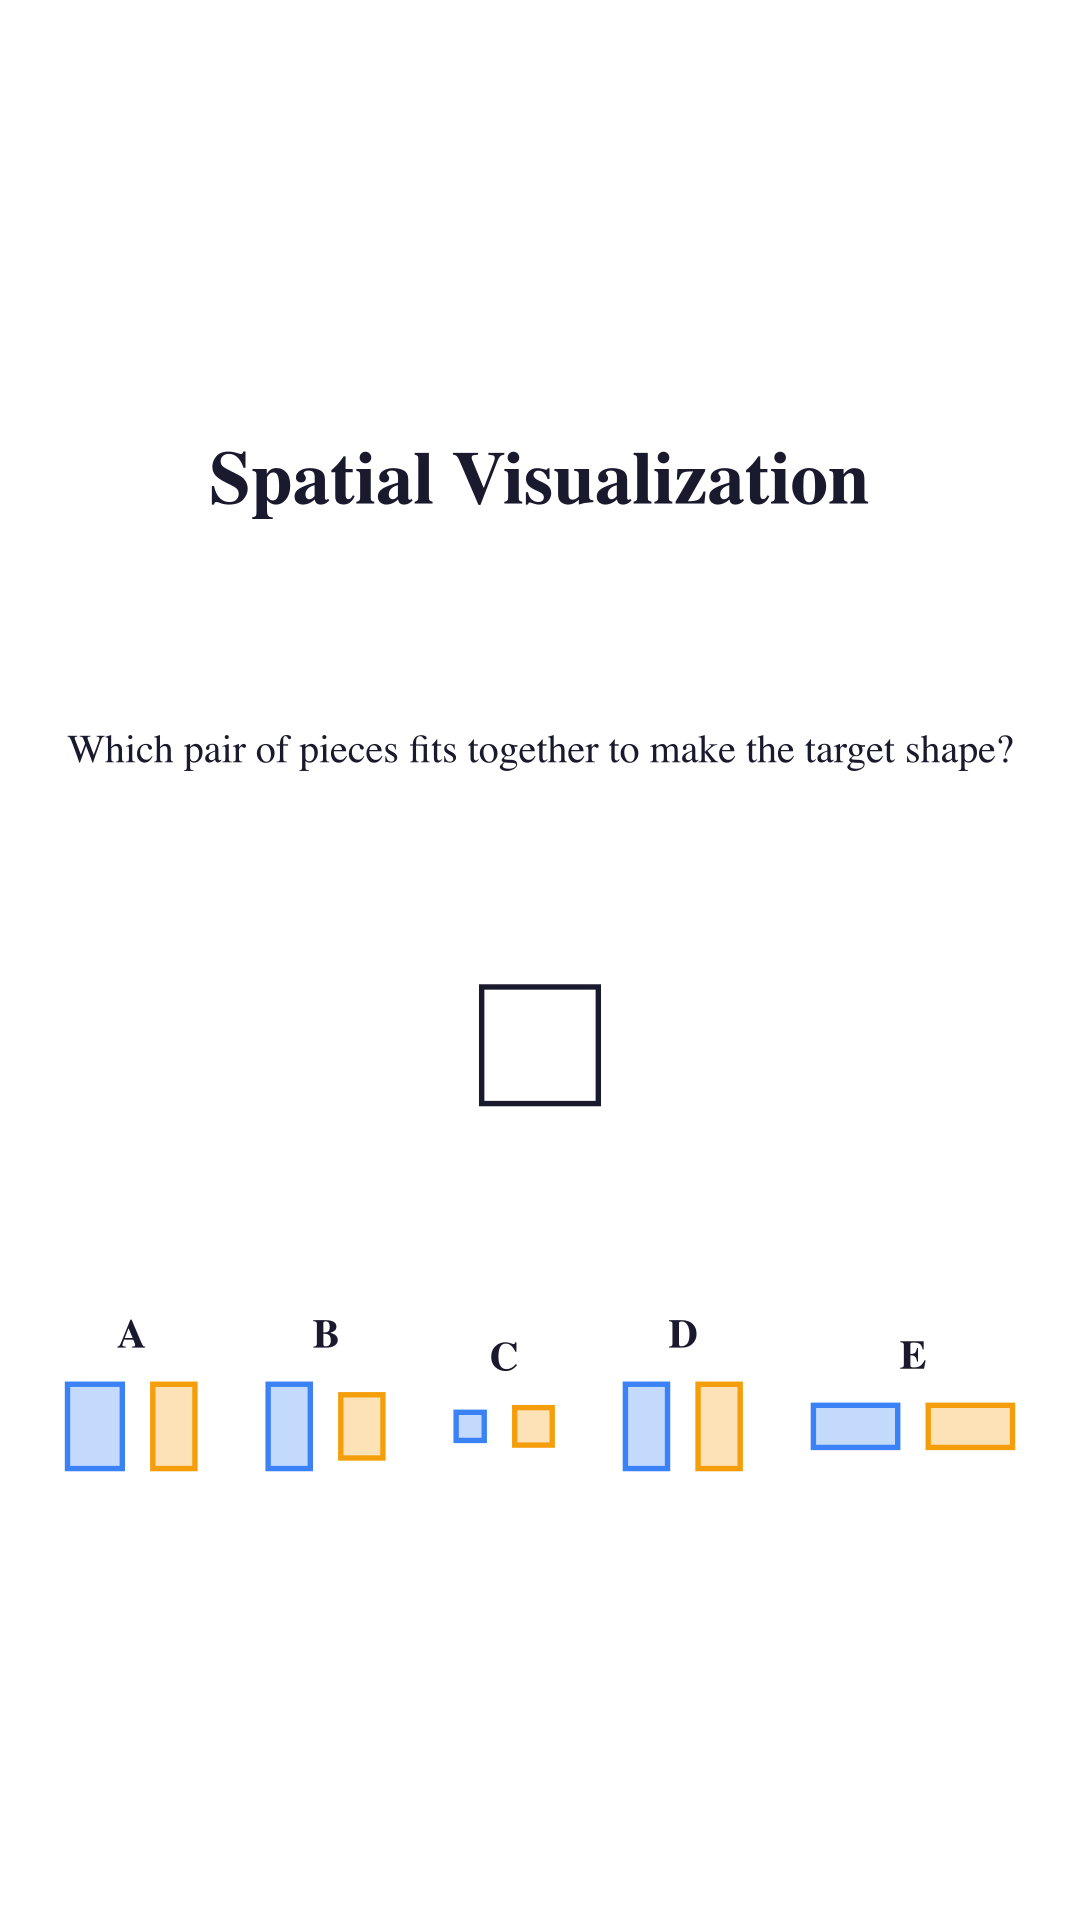 Spatial Visualization
Which pair of pieces fits together to make the target shape?
A
B
C
D
E